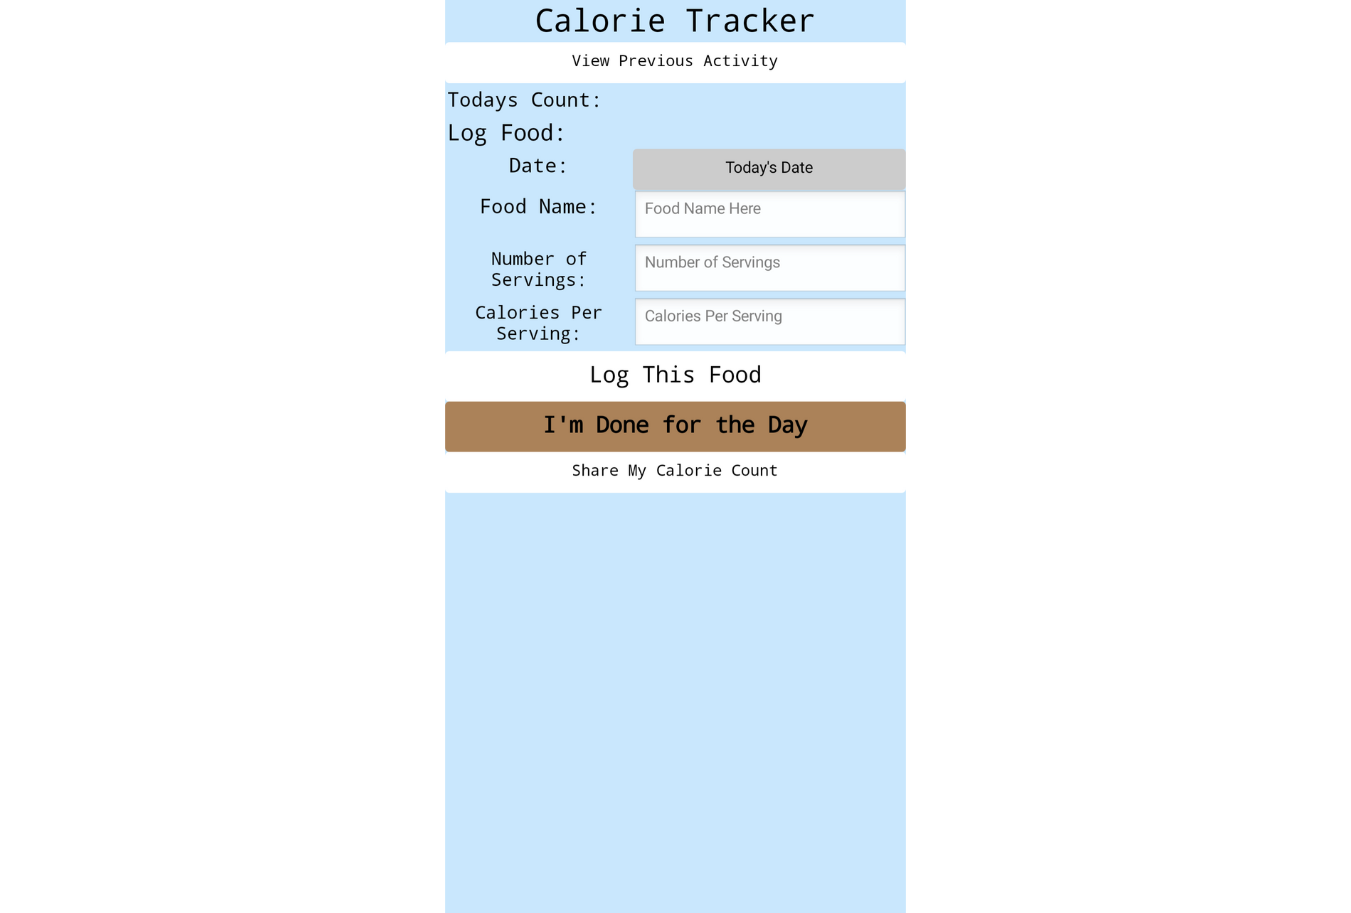 Calorie Tracker
View Previous Activity
Todays Count:
Log Food:
Date:
Today's Date
Food Name:
Food Name Here
Number of
Servings:
Number of Servings
Calories Per
Serving:
Calories Per Serving
Log This Food
I'm Done for the Day
Share My Calorie Count